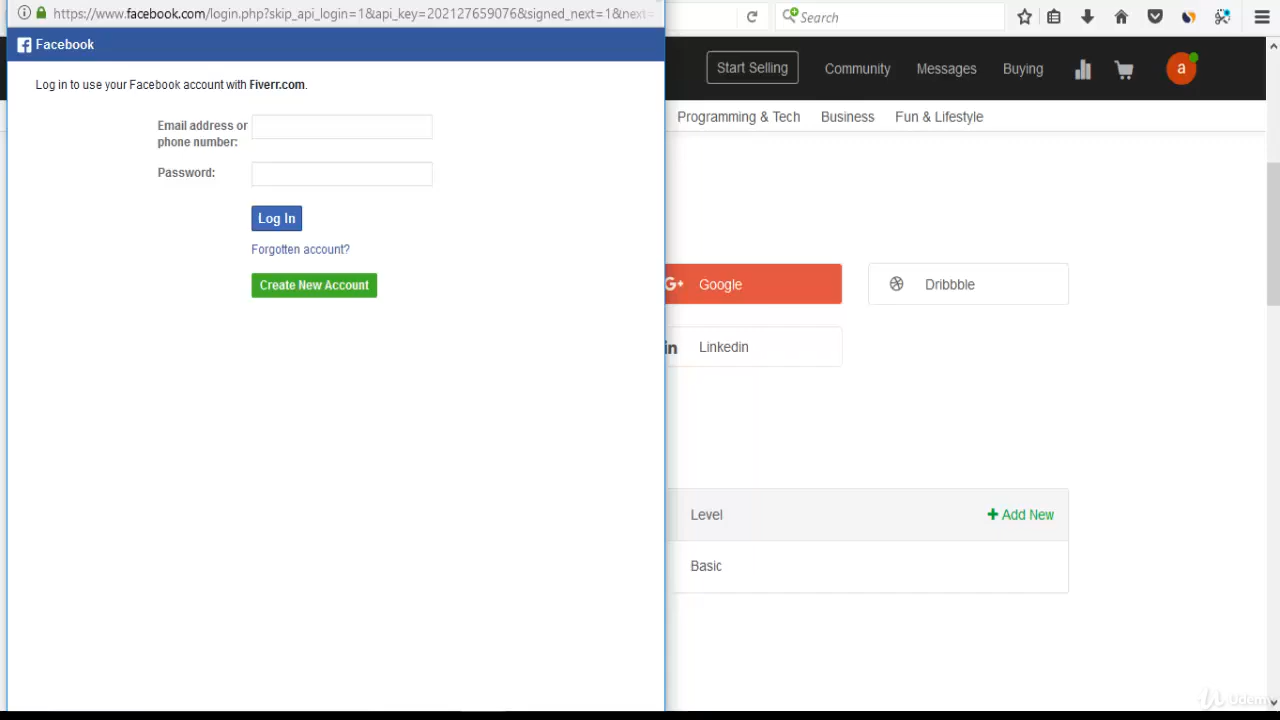 https://www.facebook.com/login.php?skip_api_login=1&api_key=202127659076&signed_next=1&next=
Search
Facebook
Start Selling
Community
Messages
Buying
a
Log in to use your Facebook account with Fiverr.com.
Programming & Tech
Business
Fun & Lifestyle
Email address or
phone number:
Password:
Log In
Forgotten account?
Create New Account
G+ Google
Dribbble
in Linkedin
Level
+ Add New
Basic
Udemy